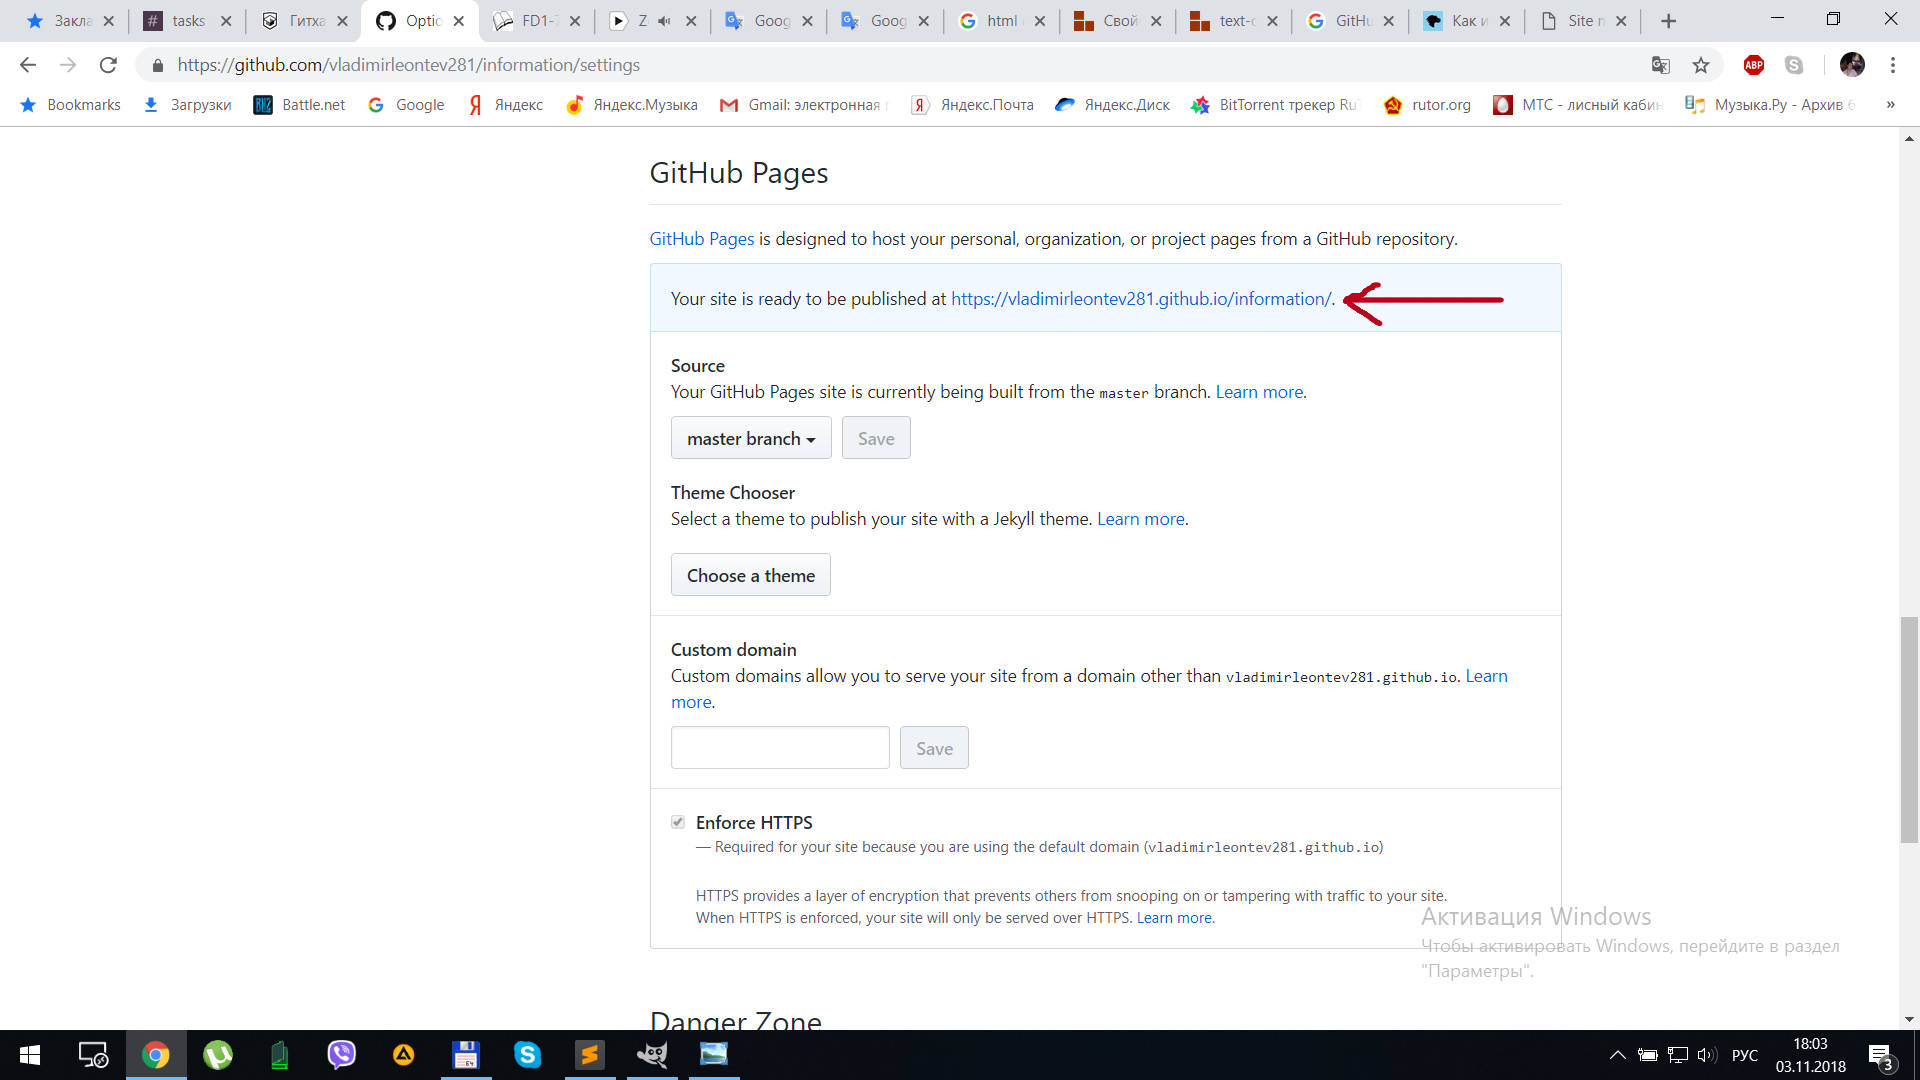 Закла
tasks
Гитха
Optio
FD1-
Z
Goog
Goog
html
Свой
text-c
GitHu
Как и
Site n
https://github.com/vladimirleontev281/information/settings
ABP
Bookmarks
Загрузки
Battle.net
Google
Яндекс
Яндекс.Музыка
Gmail: электронная
Яндекс.Почта
Яндекс.Диск
BitTorrent трекер Ru
rutor.org
МТС - лисный кабин
Музыка.Ру - Архив
»
GitHub Pages
GitHub Pages is designed to host your personal, organization, or project pages from a GitHub repository.
Your site is ready to be published at https://vladimirleontev281.github.io/information/.
Source
Your GitHub Pages site is currently being built from the master branch. Learn more.
master branch
Save
Theme Chooser
Select a theme to publish your site with a Jekyll theme. Learn more.
Choose a theme
Custom domain
Custom domains allow you to serve your site from a domain other than vladimirleontev281.github.io. Learn
more.
Save
Enforce HTTPS
— Required for your site because you are using the default domain (vladimirleontev281.github.io)
HTTPS provides a layer of encryption that prevents others from snooping on or tampering with traffic to your site.
When HTTPS is enforced, your site will only be served over HTTPS. Learn more.
Активация Windows
Чтобы активировать Windows, перейдите в раздел
"Параметры".
Danger Zone
64
РУС
18:03
03.11.2018
3